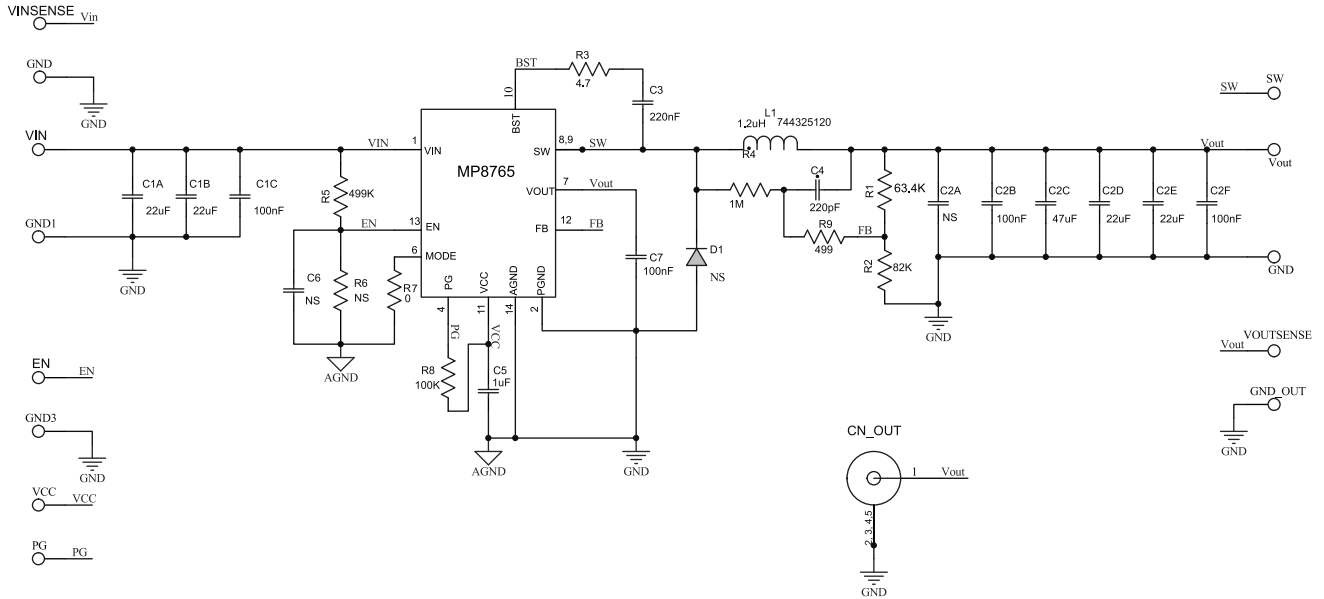 VINSENSE
Vin
GND
GND
VIN
VIN
1
VIN
C1A
22uF
C1B
22uF
C1C
100nF
GND1
GND
R5
499K
EN
13
EN
6
MODE
C6
NS
R6
NS
R7
0
AGND
BST
10
BST
R3
4.7
C3
220nF
MP8765
8,9
SW
SW
7
VOUT
Vout
12
FB
FB
PG
VCC
AGND
PGND
4
11
14
2
PG
VCC
R8
100K
C5
1uF
AGND
C7
100nF
GND
D1
NS
L1
1.2uH
744325120
R4
1M
C4
220pF
R9
499
FB
R1
63.4K
R2
82K
C2A
NS
C2B
100nF
C2C
47uF
C2D
22uF
C2E
22uF
C2F
100nF
GND
SW
SW
Vout
Vout
GND
VOUTSENSE
Vout
GND_OUT
GND
EN
EN
GND3
GND
VCC
VCC
PG
PG
CN_OUT
1
Vout
2, 3, 4,5
GND